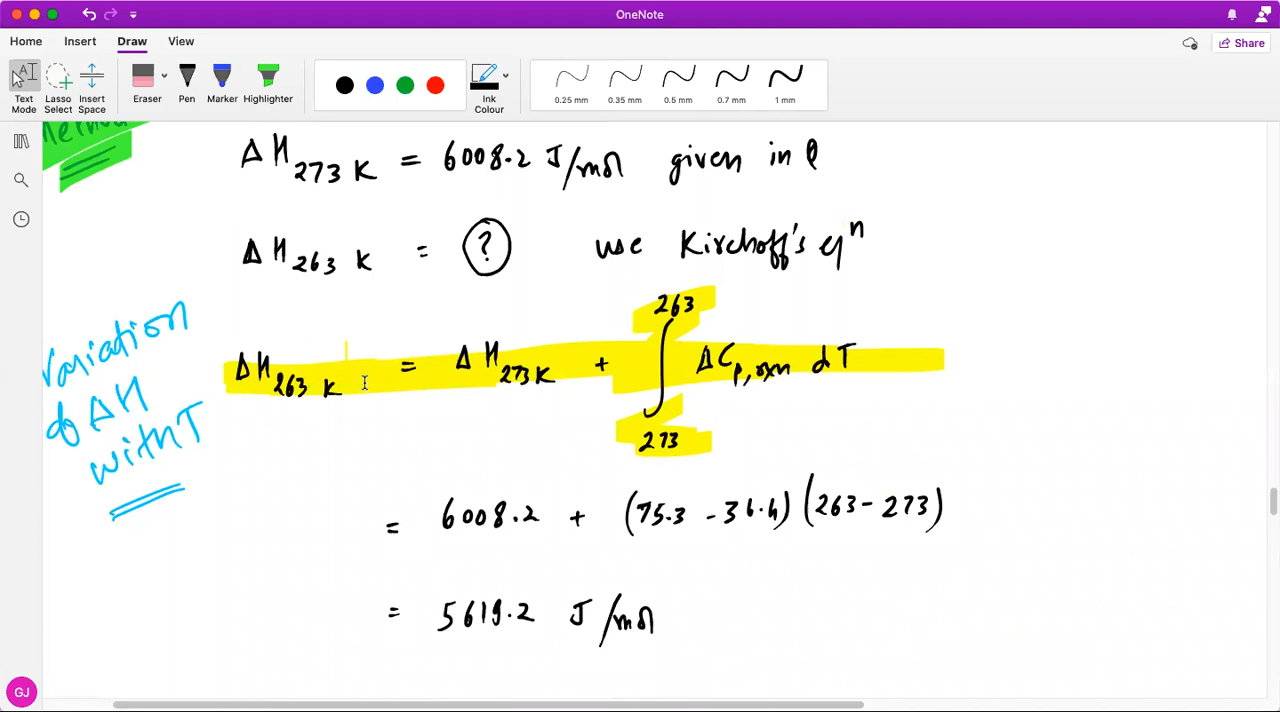 OneNote
Home Insert Draw View
Share
Text Mode
Lasso Select
Insert Space
Eraser
Pen
Marker
Highlighter
Ink Colour
0.25 mm
0.35 mm
0.5 mm
0.7 mm
1 mm
Method
ΔH273 K = 6008.2 J/mol given in Q
ΔH263 K = ? use Kirchoff's eqⁿ
Variation of ΔH with T
ΔH263 K = ΔH273 K + ∫₂₇₃²⁶³ ΔCp,rxn dT
= 6008.2 + (75.3 - 36.4)(263 - 273)
= 5619.2 J/mol
GJ